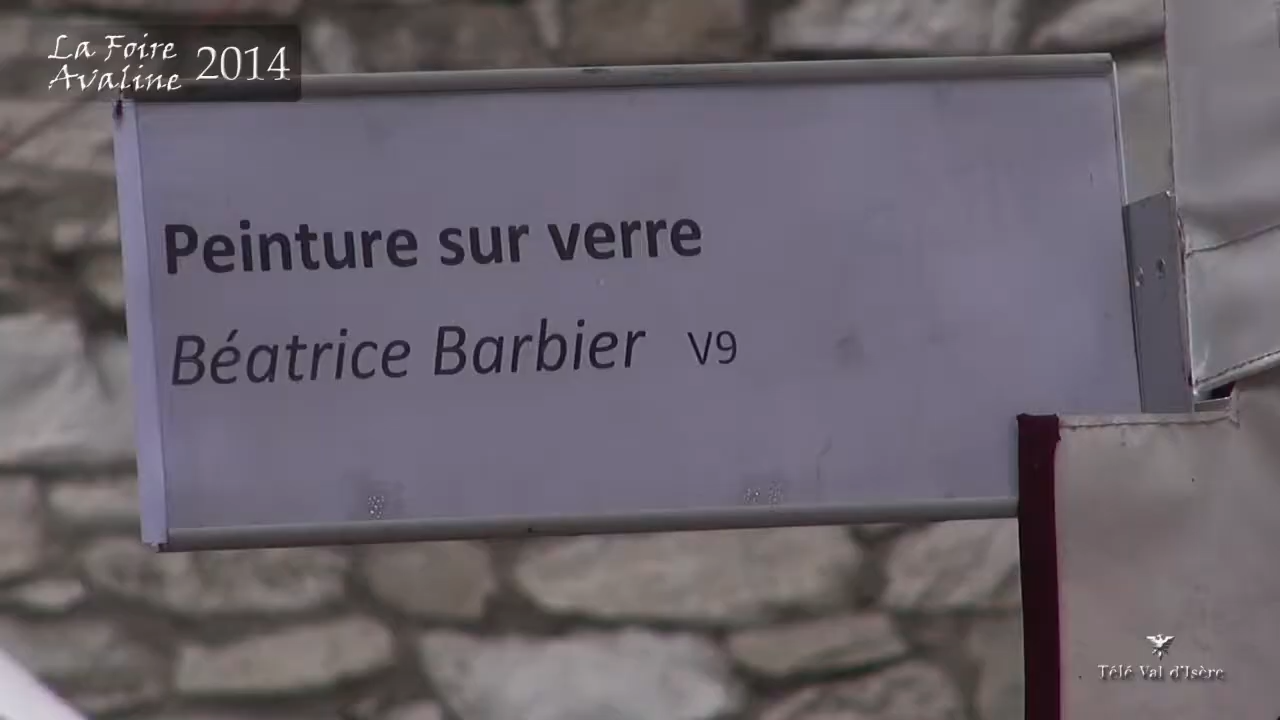 La Foire
Avaline 2014
Peinture sur verre
Béatrice Barbier V9
Télé Val d'Isère